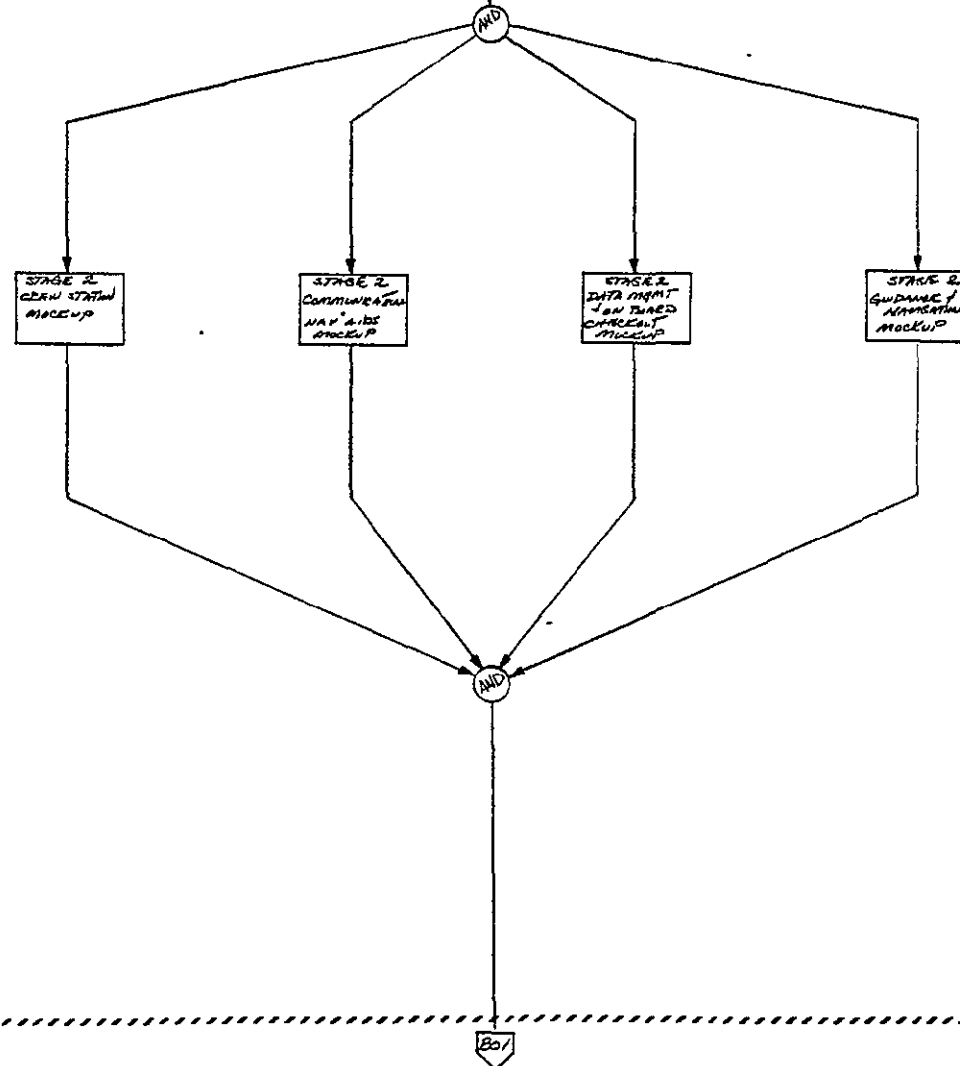 AND
STAGE 2
CREW STATION
MOCKUP
STAGE 2
COMMUNICATION
NAV AIDS
MOCKUP
STAGE 2
DATA MGMT
& ON BOARD
CHECKOUT
MOCKUP
STAGE 2
GUIDANCE &
NAVIGATION
MOCKUP
AND
801